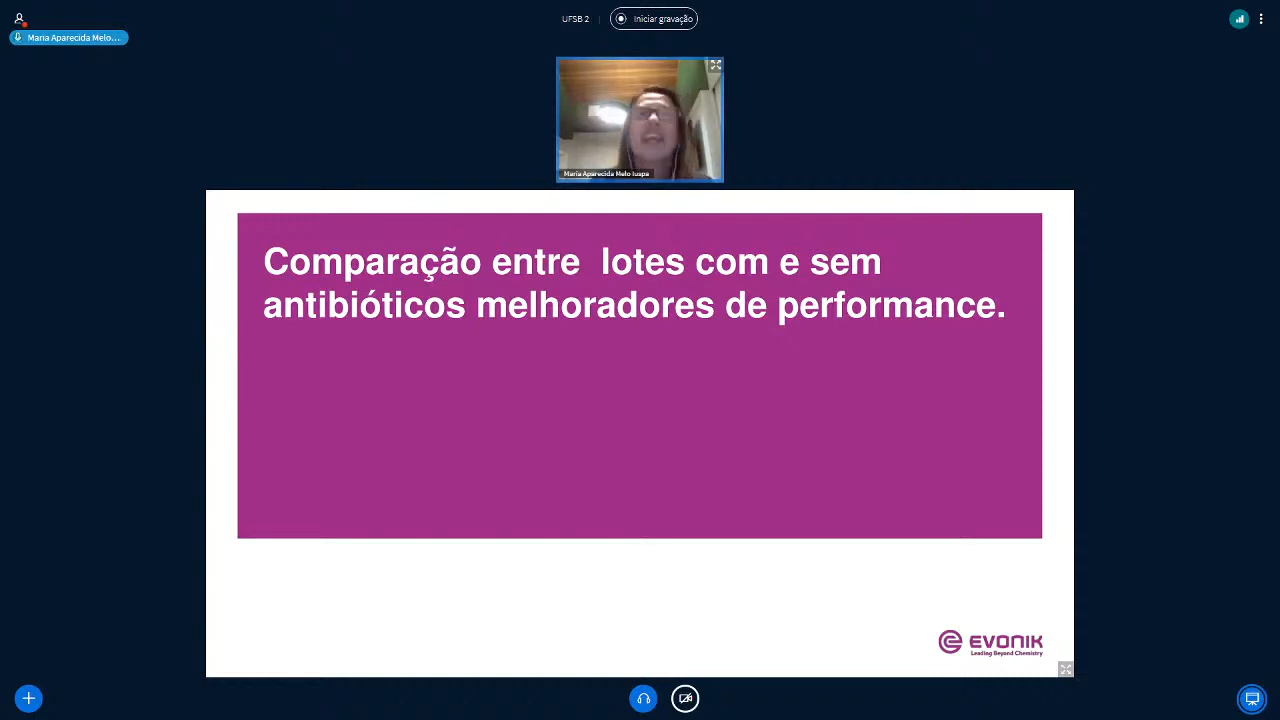 UFSB 2
Iniciar gravação
Maria Aparecida Melo...
Maria Aparecida Melo Iuspa
Comparação entre  lotes com e sem
antibióticos melhoradores de performance.
EVONIK
Leading Beyond Chemistry